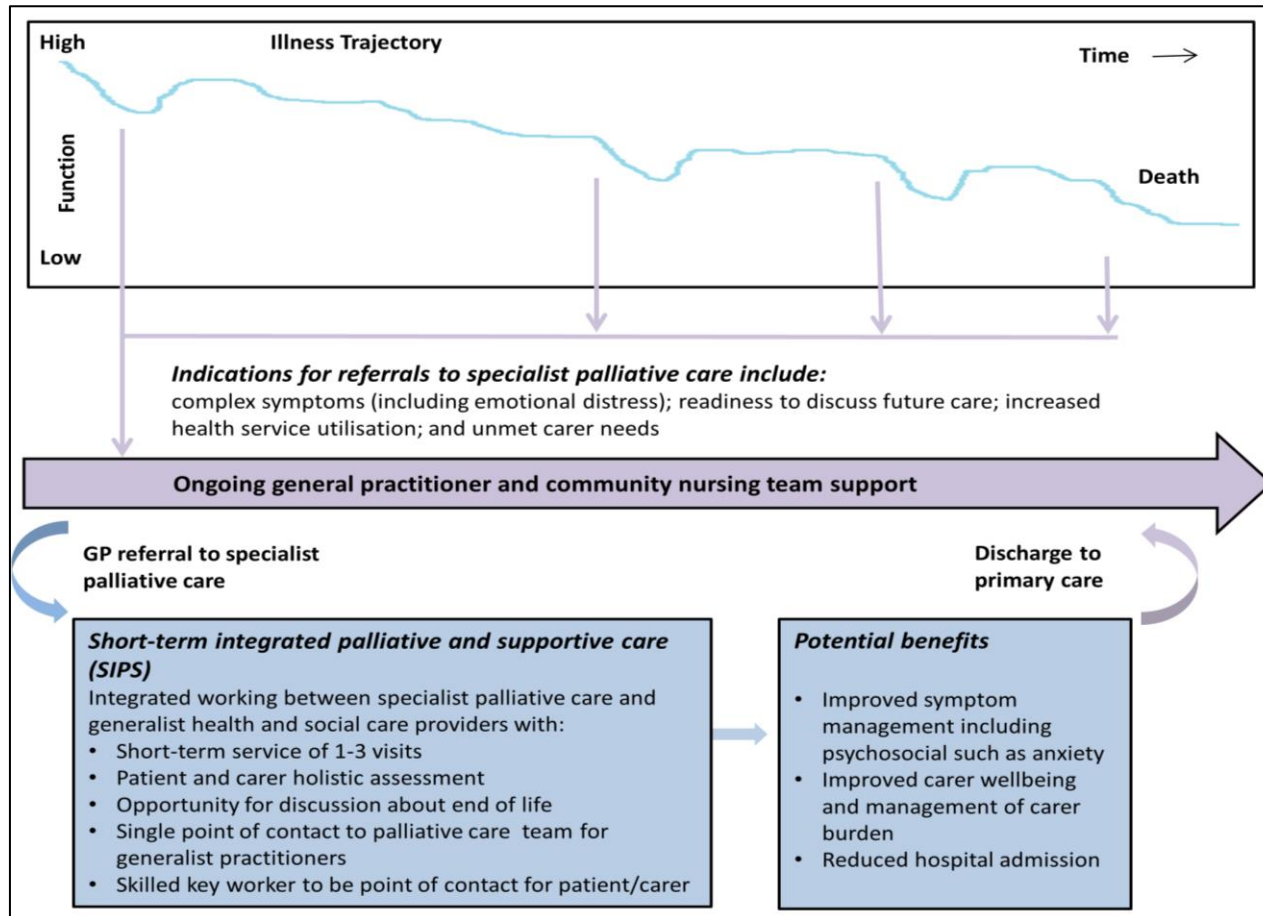 High
Illness Trajectory
Time
Function
Death
Low
Indications for referrals to specialist palliative care include:
complex symptoms (including emotional distress); readiness to discuss future care; increased
health service utilisation; and unmet carer needs
Ongoing general practitioner and community nursing team support
GP referral to specialist
palliative care
Discharge to
primary care
Short-term integrated palliative and supportive care
(SIPS)
Integrated working between specialist palliative care and
generalist health and social care providers with:
• Short-term service of 1-3 visits
• Patient and carer holistic assessment
• Opportunity for discussion about end of life
• Single point of contact to palliative care team for
generalist practitioners
• Skilled key worker to be point of contact for patient/carer
Potential benefits
• Improved symptom
management including
psychosocial such as anxiety
• Improved carer wellbeing
and management of carer
burden
• Reduced hospital admission